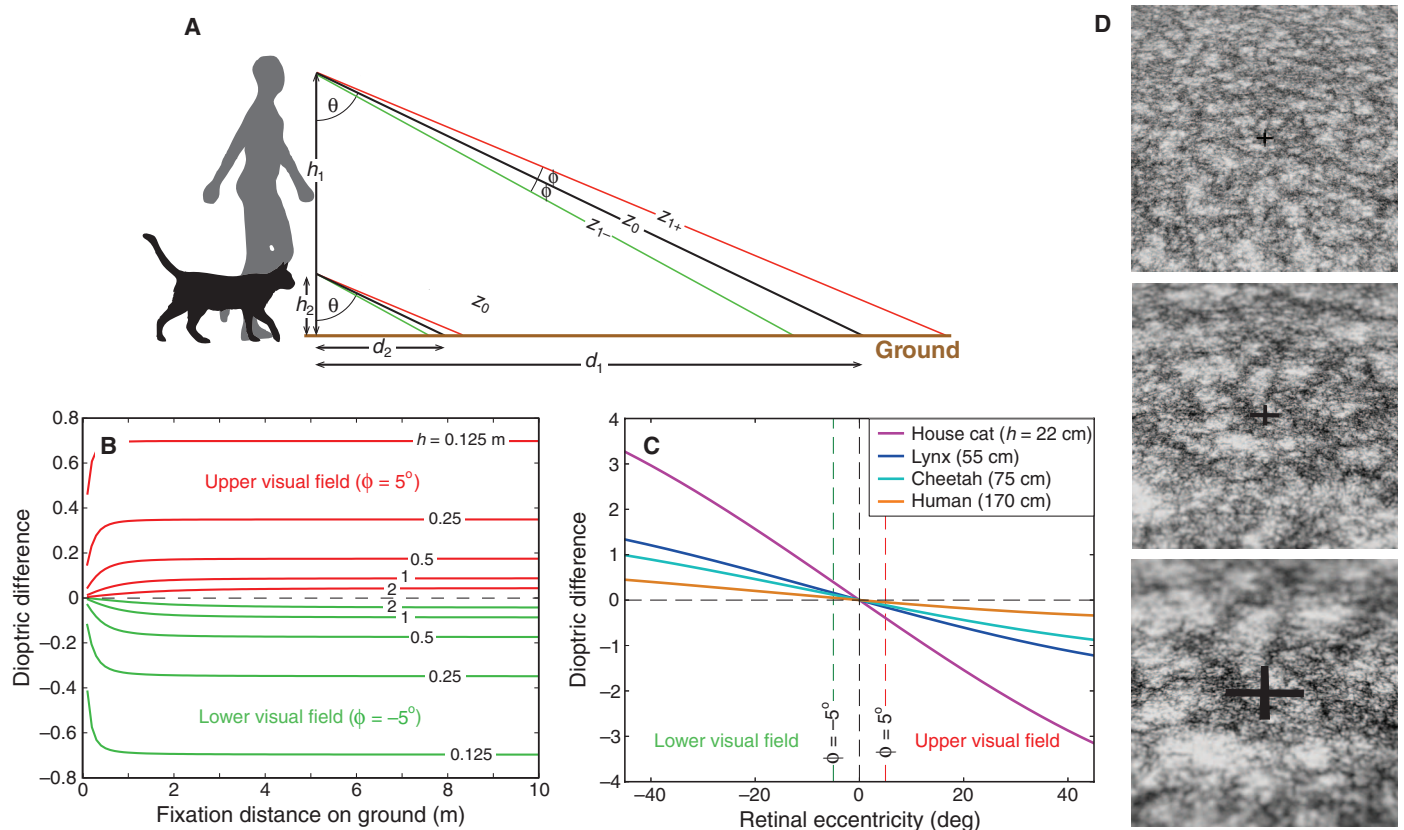 A
θ
h1
ϕ
ϕ
z1+
z0
z1–
h2
θ
z0
d2
Ground
d1
B
0.8
0.6
0.4
0.2
0
–0.2
–0.4
–0.6
–0.8
Dioptric difference
h = 0.125 m
Upper visual field (ϕ = 5°)
0.25
0.5
1
2
2
1
0.5
0.25
Lower visual field (ϕ = –5°)
0.125
0
2
4
6
8
10
Fixation distance on ground (m)
C
4
3
2
1
0
–1
–2
–3
–4
Dioptric difference
House cat (h = 22 cm)
Lynx (55 cm)
Cheetah (75 cm)
Human (170 cm)
ϕ = –5°
ϕ = 5°
Lower visual field
Upper visual field
–40
–20
0
20
40
Retinal eccentricity (deg)
D